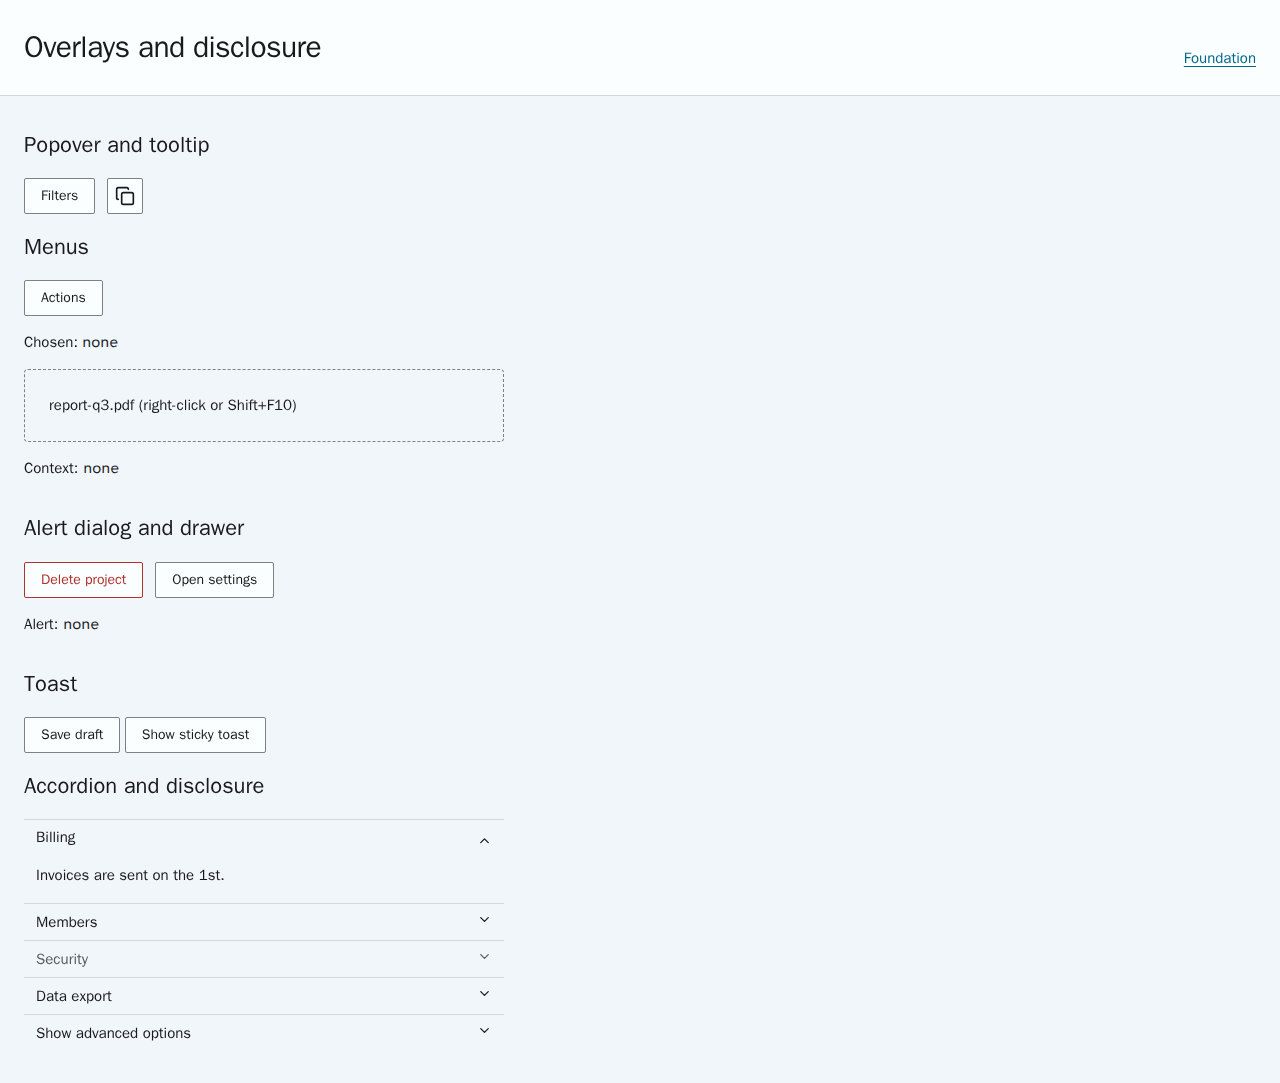 Overlays and disclosure
Foundation
Popover and tooltip
Filters
Menus
Actions
Chosen: none
report-q3.pdf (right-click or Shift+F10)
Context: none
Alert dialog and drawer
Delete project Open settings
Alert: none
Toast
Save draft Show sticky toast
Accordion and disclosure
Billing
Invoices are sent on the 1st.
Members
Security
Data export
Show advanced options